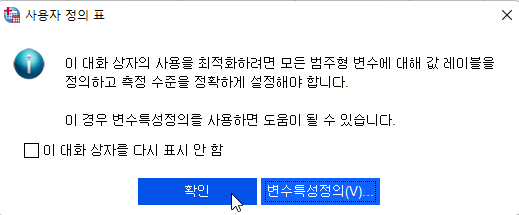 사용자 정의 표
이 대화 상자의 사용을 최적화하려면 모든 범주형 변수에 대해 값 레이블을
정의하고 측정 수준을 정확하게 설정해야 합니다.
이 경우 변수특성정의를 사용하면 도움이 될 수 있습니다.
이 대화 상자를 다시 표시 안 함
확인
변수특성정의(V)...